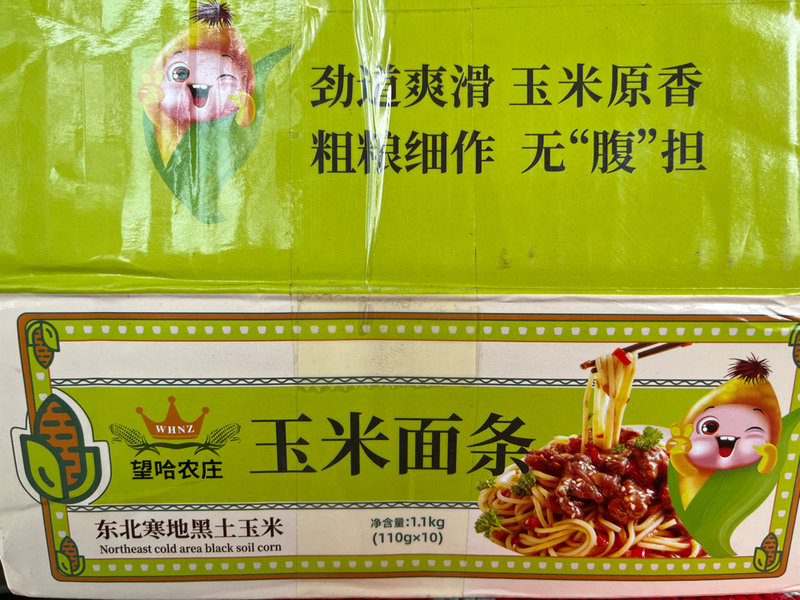 劲道爽滑 玉米原香
粗粮细作 无“腹”担
WHNZ
望哈农庄
玉米面条
东北寒地黑土玉米
Northeast cold area black soil corn
净含量:1.1kg
(110g×10)